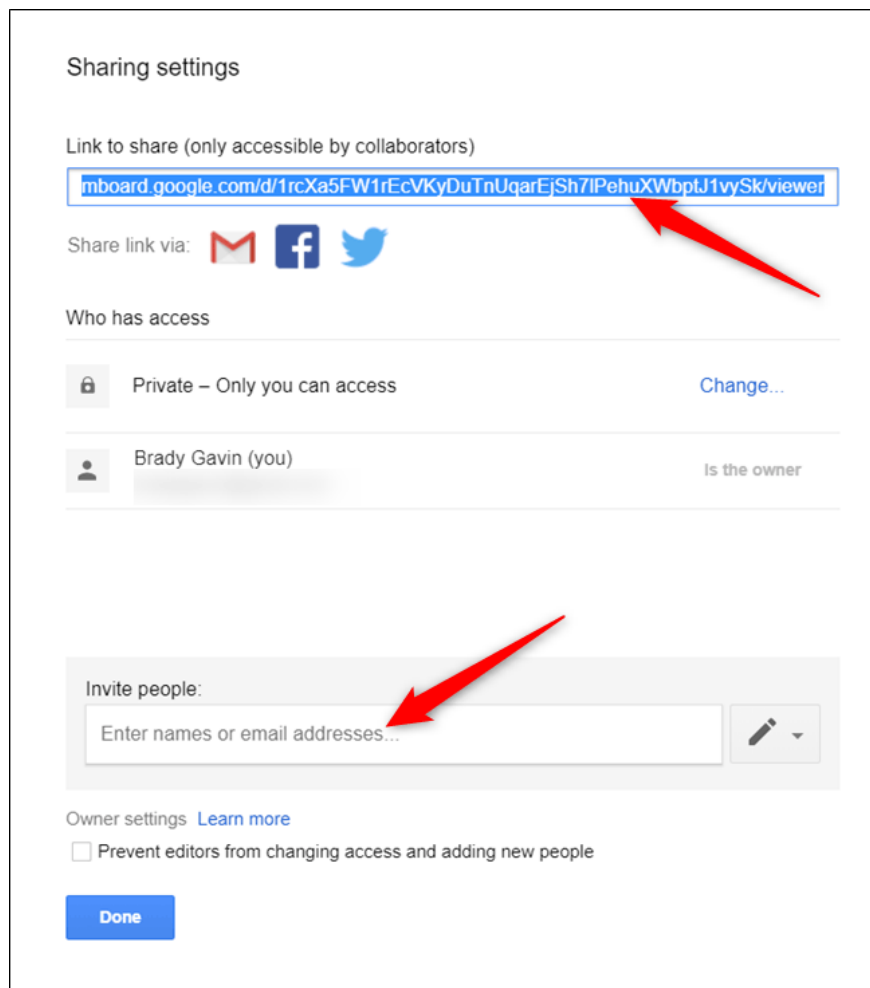 Sharing settings
Link to share (only accessible by collaborators)
mboard.google.com/d/1rcXa5FW1rEcVKyDuTnUqarEjSh7lPehuXWbptJ1vySk/viewer
Share link via:
Who has access
Private – Only you can access
Change...
Brady Gavin (you)
Is the owner
Invite people:
Enter names or email addresses...
Owner settings Learn more
Prevent editors from changing access and adding new people
Done